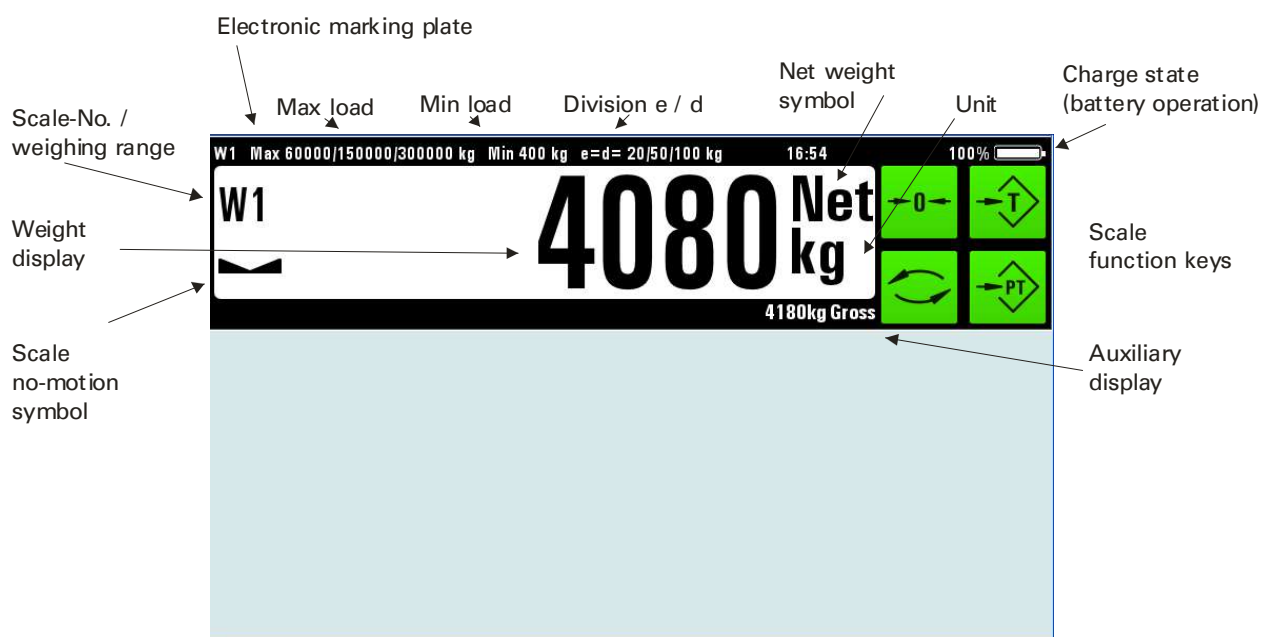 Electronic marking plate
Net weight
symbol
Charge state
(battery operation)
Max load
Min load
Division e / d
Unit
Scale-No. /
weighing range
W1 Max 60000/150000/300000 kg Min 400 kg e=d= 20/50/100 kg 16:54 100%
W1
4080
Net
kg
→0←
→T
→PT
4180kg Gross
Weight
display
Scale
function keys
Scale
no-motion
symbol
Auxiliary
display